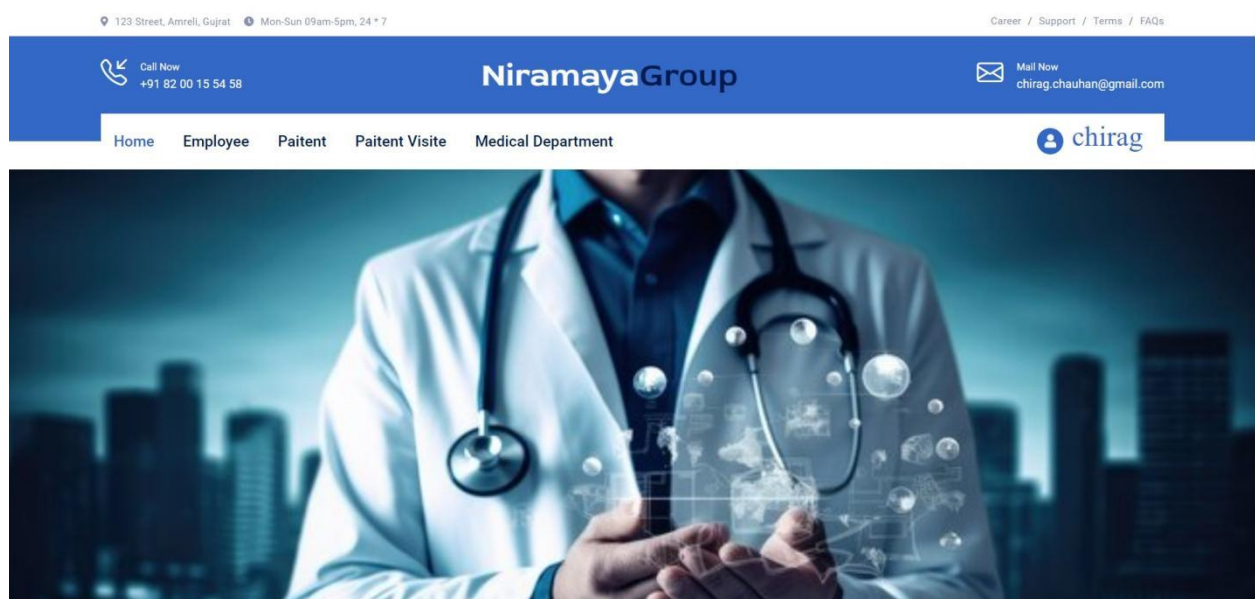 123 Street, Amreli, Gujrat Mon-Sun 09am-5pm, 24 * 7 Career / Support / Terms / FAQs
Call Now
+91 82 00 15 54 58
NiramayaGroup
Mail Now
chirag.chauhan@gmail.com
Home Employee Paitent Paitent Visite Medical Department chirag